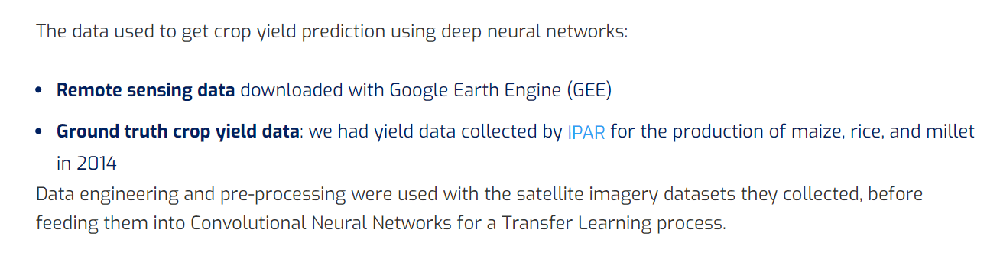 The data used to get crop yield prediction using deep neural networks:
• Remote sensing data downloaded with Google Earth Engine (GEE)
• Ground truth crop yield data: we had yield data collected by IPAR for the production of maize, rice, and millet
in 2014
Data engineering and pre-processing were used with the satellite imagery datasets they collected, before
feeding them into Convolutional Neural Networks for a Transfer Learning process.